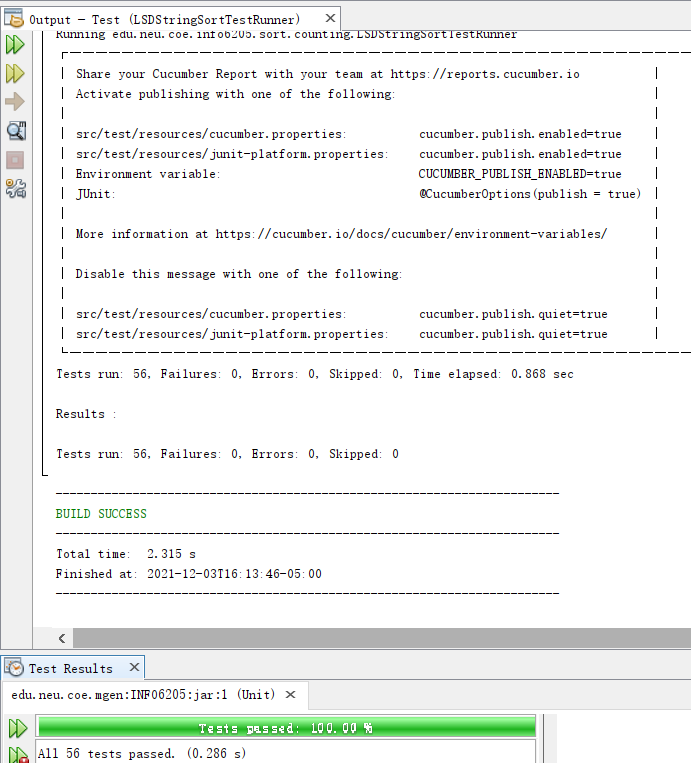 Output - Test (LSDStringSortTestRunner)
Running edu.neu.coe.info6205.sort.counting.LSDStringSortTestRunner
Share your Cucumber Report with your team at https://reports.cucumber.io
Activate publishing with one of the following:
src/test/resources/cucumber.properties: cucumber.publish.enabled=true
src/test/resources/junit-platform.properties: cucumber.publish.enabled=true
Environment variable: CUCUMBER_PUBLISH_ENABLED=true
JUnit: @CucumberOptions(publish = true)
More information at https://cucumber.io/docs/cucumber/environment-variables/
Disable this message with one of the following:
src/test/resources/cucumber.properties: cucumber.publish.quiet=true
src/test/resources/junit-platform.properties: cucumber.publish.quiet=true
Tests run: 56, Failures: 0, Errors: 0, Skipped: 0, Time elapsed: 0.868 sec
Results :
Tests run: 56, Failures: 0, Errors: 0, Skipped: 0
------------------------------------------------------------------------
BUILD SUCCESS
------------------------------------------------------------------------
Total time: 2.315 s
Finished at: 2021-12-03T16:13:46-05:00
------------------------------------------------------------------------
Test Results
edu.neu.coe.mgen:INFO6205:jar:1 (Unit)
Tests passed: 100.00 %
All 56 tests passed. (0.286 s)